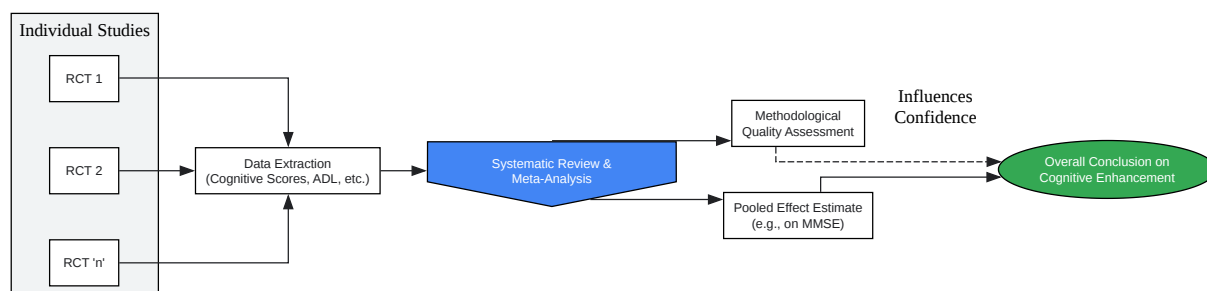 Individual Studies
RCT 1
RCT 2
RCT 'n'
Data Extraction
(Cognitive Scores, ADL, etc.)
Systematic Review &
Meta-Analysis
Methodological
Quality Assessment
Pooled Effect Estimate
(e.g., on MMSE)
Influences
Confidence
Overall Conclusion on
Cognitive Enhancement